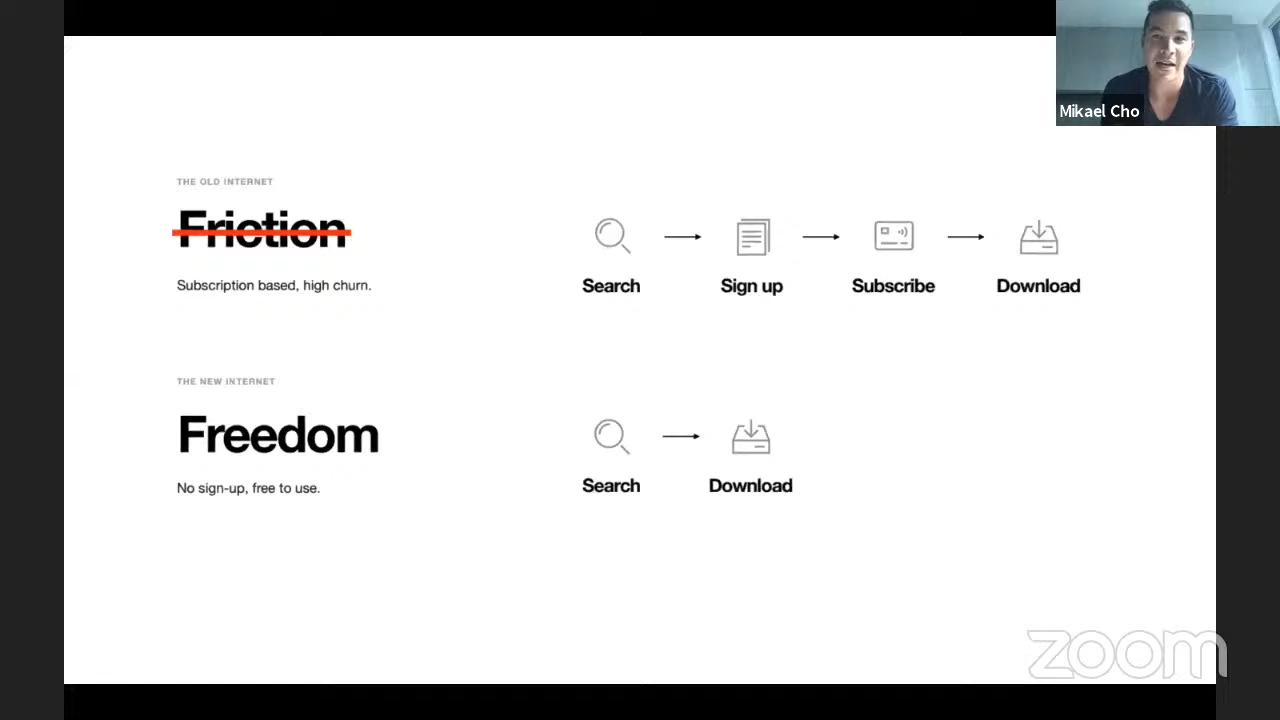 Mikael Cho
THE OLD INTERNET
Friction
Subscription based, high churn.
Search
Sign up
Subscribe
Download
THE NEW INTERNET
Freedom
No sign-up, free to use.
Search
Download
zoom